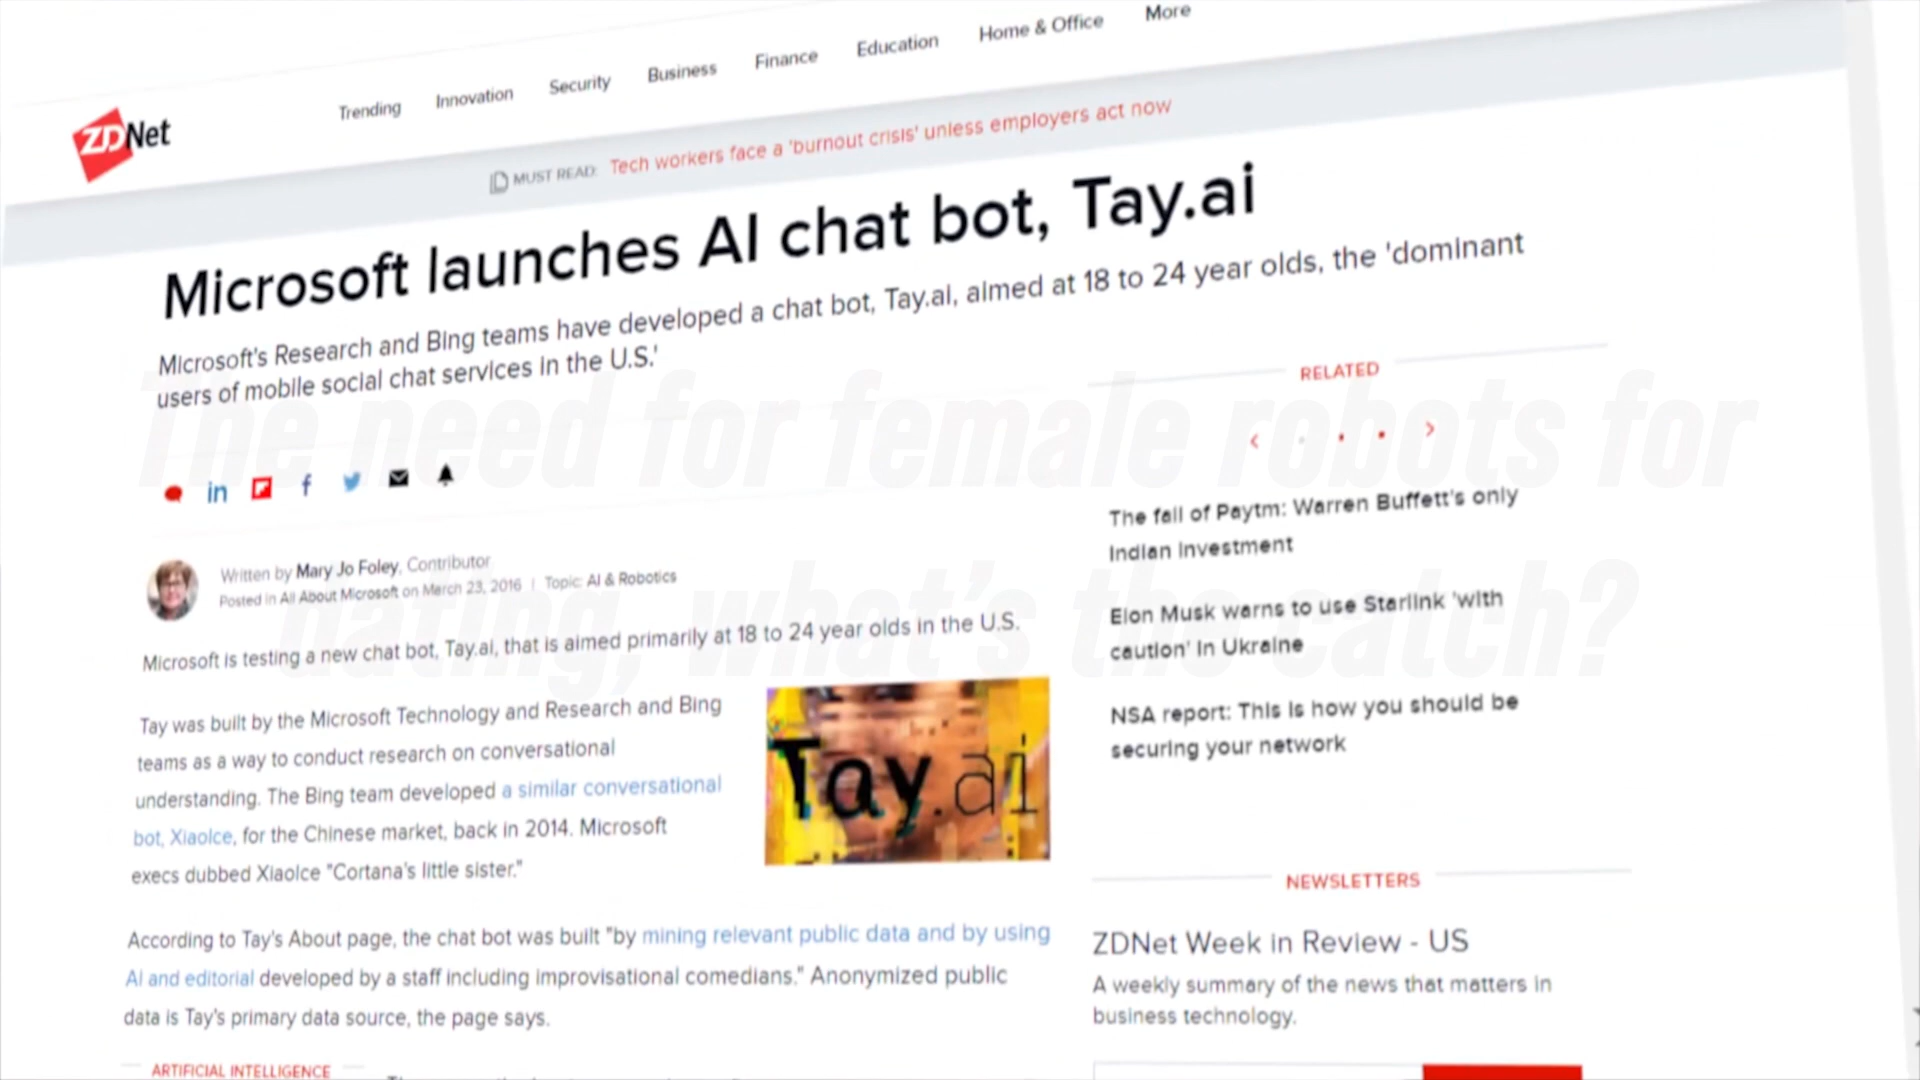 Trending Innovation Security Business Finance Education Home & Office More
ZDNet
MUST READ: Tech workers face a 'burnout crisis' unless employers act now
Microsoft launches AI chat bot, Tay.ai
Microsoft's Research and Bing teams have developed a chat bot, Tay.ai, aimed at 18 to 24 year olds, the 'dominant
users of mobile social chat services in the U.S.'
The need for female robots for
dating, what's the catch?
in f
Written by Mary Jo Foley, Contributor
Posted in All About Microsoft on March 23, 2016 | Topic: AI & Robotics
Microsoft is testing a new chat bot, Tay.ai, that is aimed primarily at 18 to 24 year olds in the U.S.
Tay was built by the Microsoft Technology and Research and Bing
teams as a way to conduct research on conversational
understanding. The Bing team developed a similar conversational
bot, XiaoIce, for the Chinese market, back in 2014. Microsoft
execs dubbed XiaoIce "Cortana's little sister."
Tay.ai
According to Tay's About page, the chat bot was built "by mining relevant public data and by using
AI and editorial developed by a staff including improvisational comedians." Anonymized public
data is Tay's primary data source, the page says.
ARTIFICIAL INTELLIGENCE
RELATED
The fall of Paytm: Warren Buffett's only
Indian investment
Elon Musk warns to use Starlink 'with
caution' in Ukraine
NSA report: This is how you should be
securing your network
NEWSLETTERS
ZDNet Week in Review - US
A weekly summary of the news that matters in
business technology.